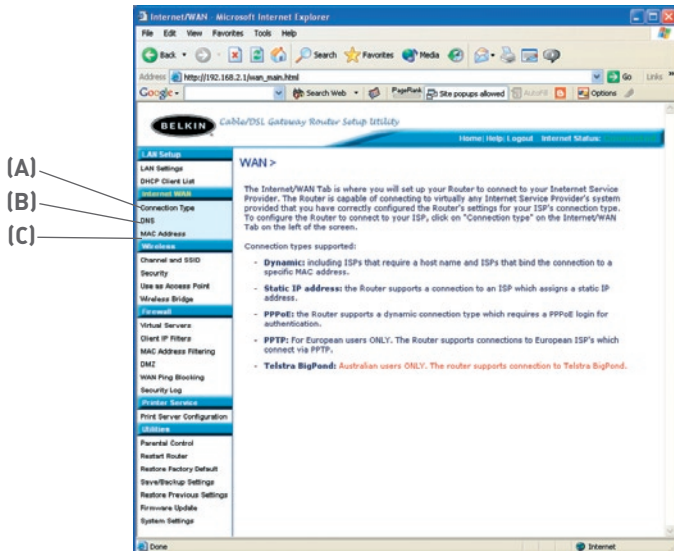 Internet/WAN - Microsoft Internet Explorer
File Edit View Favorites Tools Help
Back Search Favorites Media
Address http://192.168.2.1/wan_main.html Go Links »
Google Search Web PageRank Site popups allowed AutoFill Options
BELKIN Cable/DSL Gateway Router Setup Utility
Home| Help| Logout Internet Status:
(A)
(B)
(C)
LAN Setup
LAN Settings
DHCP Client List
Internet WAN
Connection Type
DNS
MAC Address
Wireless
Channel and SSID
Security
Use as Access Point
Wireless Bridge
Firewall
Virtual Servers
Client IP Filters
MAC Address Filtering
DMZ
WAN Ping Blocking
Security Log
Printer Service
Print Server Configuration
Utilities
Parental Control
Restart Router
Restore Factory Default
Save/Backup Settings
Restore Previous Settings
Firmware Update
System Settings
WAN >
The Internet/WAN Tab is where you will set up your Router to connect to your Insternet Service
Provider. The Router is capable of connecting to virtually any Internet Service Provider's system
provided that you have correctly configured the Router's settings for your ISP's connection type.
To configure the Router to connect to your ISP, click on "Connection type" on the Internet/WAN
Tab on the left of the screen.
Connection types supported:
- Dynamic: including ISPs that require a host name and ISPs that bind the connection to a
specific MAC address.
- Static IP address: the Router supports a connection to an ISP which assigns a static IP
address.
- PPPoE: the Router supports a dynamic connection type which requires a PPPoE login for
authentication.
- PPTP: For European users ONLY. The Router supports connections to European ISP's which
connect via PPTP.
- Telstra BigPond: Australian users ONLY. The router supports connection to Telstra BigPond.
Done Internet